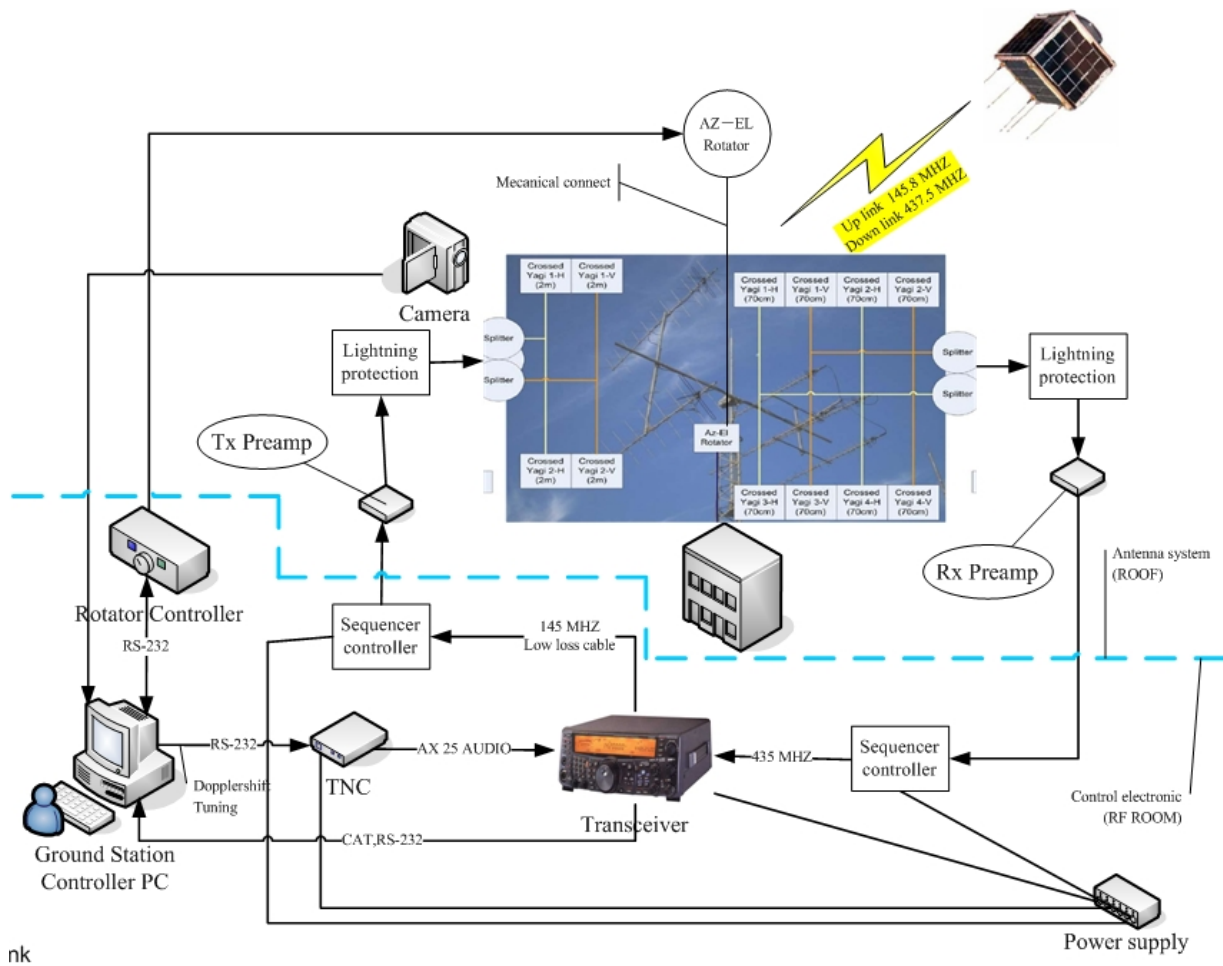 AZ-EL
Rotator
Mecanical connect
Up link 145.8 MHZ
Down link 437.5 MHZ
Camera
Crossed
Yagi 1-H
(2m)
Crossed
Yagi 1-V
(2m)
Crossed
Yagi 1-H
(70cm)
Crossed
Yagi 1-V
(70cm)
Crossed
Yagi 2-H
(70cm)
Crossed
Yagi 2-V
(70cm)
Lightning
protection
Splitter
Splitter
Splitter
Splitter
Lightning
protection
Tx Preamp
Az-El
Rotator
Crossed
Yagi 2-H
(2m)
Crossed
Yagi 2-V
(2m)
Crossed
Yagi 3-H
(70cm)
Crossed
Yagi 3-V
(70cm)
Crossed
Yagi 4-H
(70cm)
Crossed
Yagi 4-V
(70cm)
Rx Preamp
Antenna system
(ROOF)
Rotator Controller
RS-232
Sequencer
controller
145 MHZ
Low loss cable
RS-232
Dopplershift
Tuning
TNC
AX 25 AUDIO
Transceiver
435 MHZ
Sequencer
controller
Control electronic
(RF ROOM)
CAT,RS-232
Ground Station
Controller PC
Power supply
nk